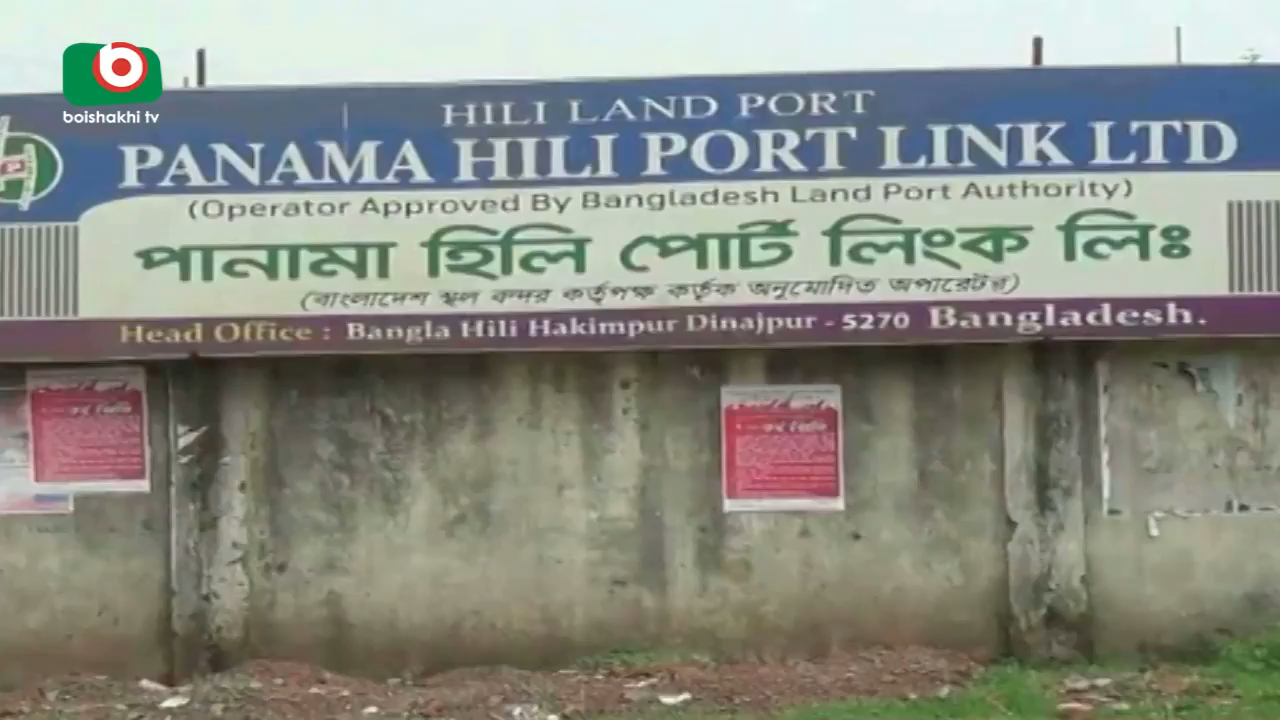 boishakhi tv
HILI LAND PORT
PANAMA HILI PORT LINK LTD
(Operator Approved By Bangladesh Land Port Authority)
পানামা হিলি পোর্ট লিংক লিঃ
(বাংলাদেশ স্থল বন্দর কর্তৃপক্ষ কর্তৃক অনুমোদিত অপারেটর)
Head Office : Bangla Hili Hakimpur Dinajpur - 5270 Bangladesh.